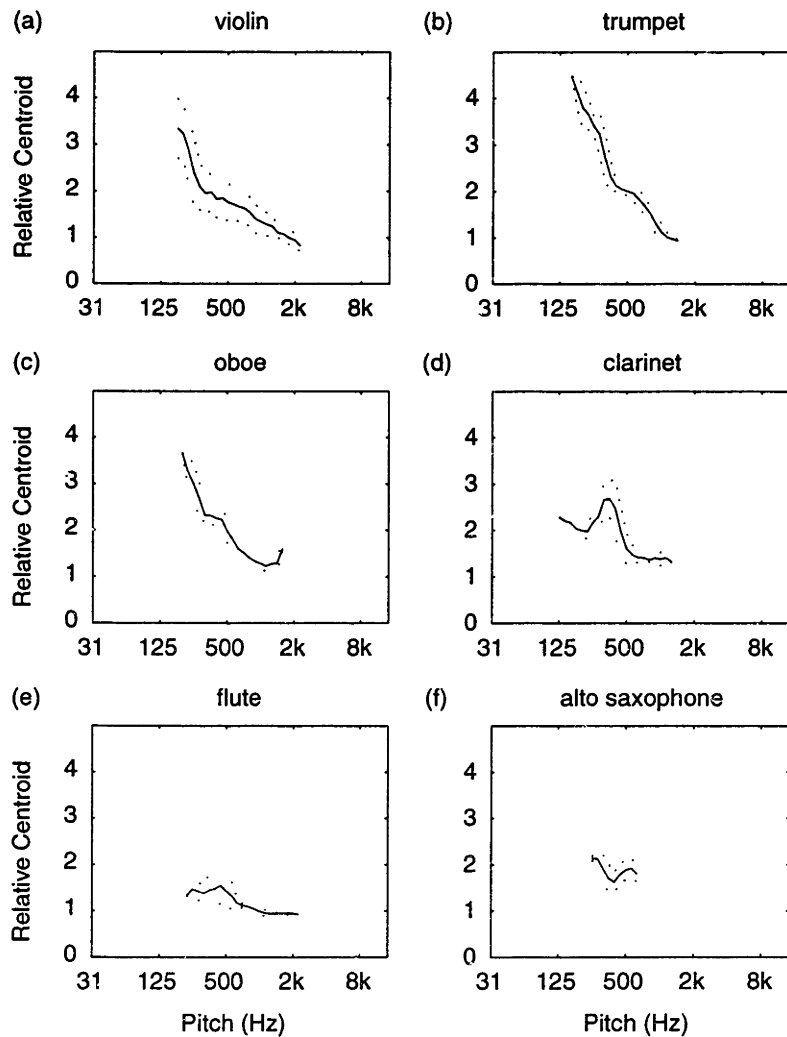 (a) violin
(b) trumpet
Relative Centroid
4
3
2
1
0
31 125 500 2k 8k
4
3
2
1
0
31 125 500 2k 8k
(c) oboe
(d) clarinet
Relative Centroid
4
3
2
1
0
31 125 500 2k 8k
4
3
2
1
0
31 125 500 2k 8k
(e) flute
(f) alto saxophone
Relative Centroid
4
3
2
1
0
31 125 500 2k 8k
Pitch (Hz)
4
3
2
1
0
31 125 500 2k 8k
Pitch (Hz)